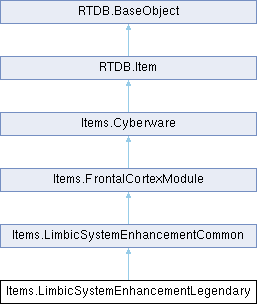 RTDB.BaseObject
RTDB.Item
Items.Cyberware
Items.FrontalCortexModule
Items.LimbicSystemEnhancementCommon
Items.LimbicSystemEnhancementLegendary